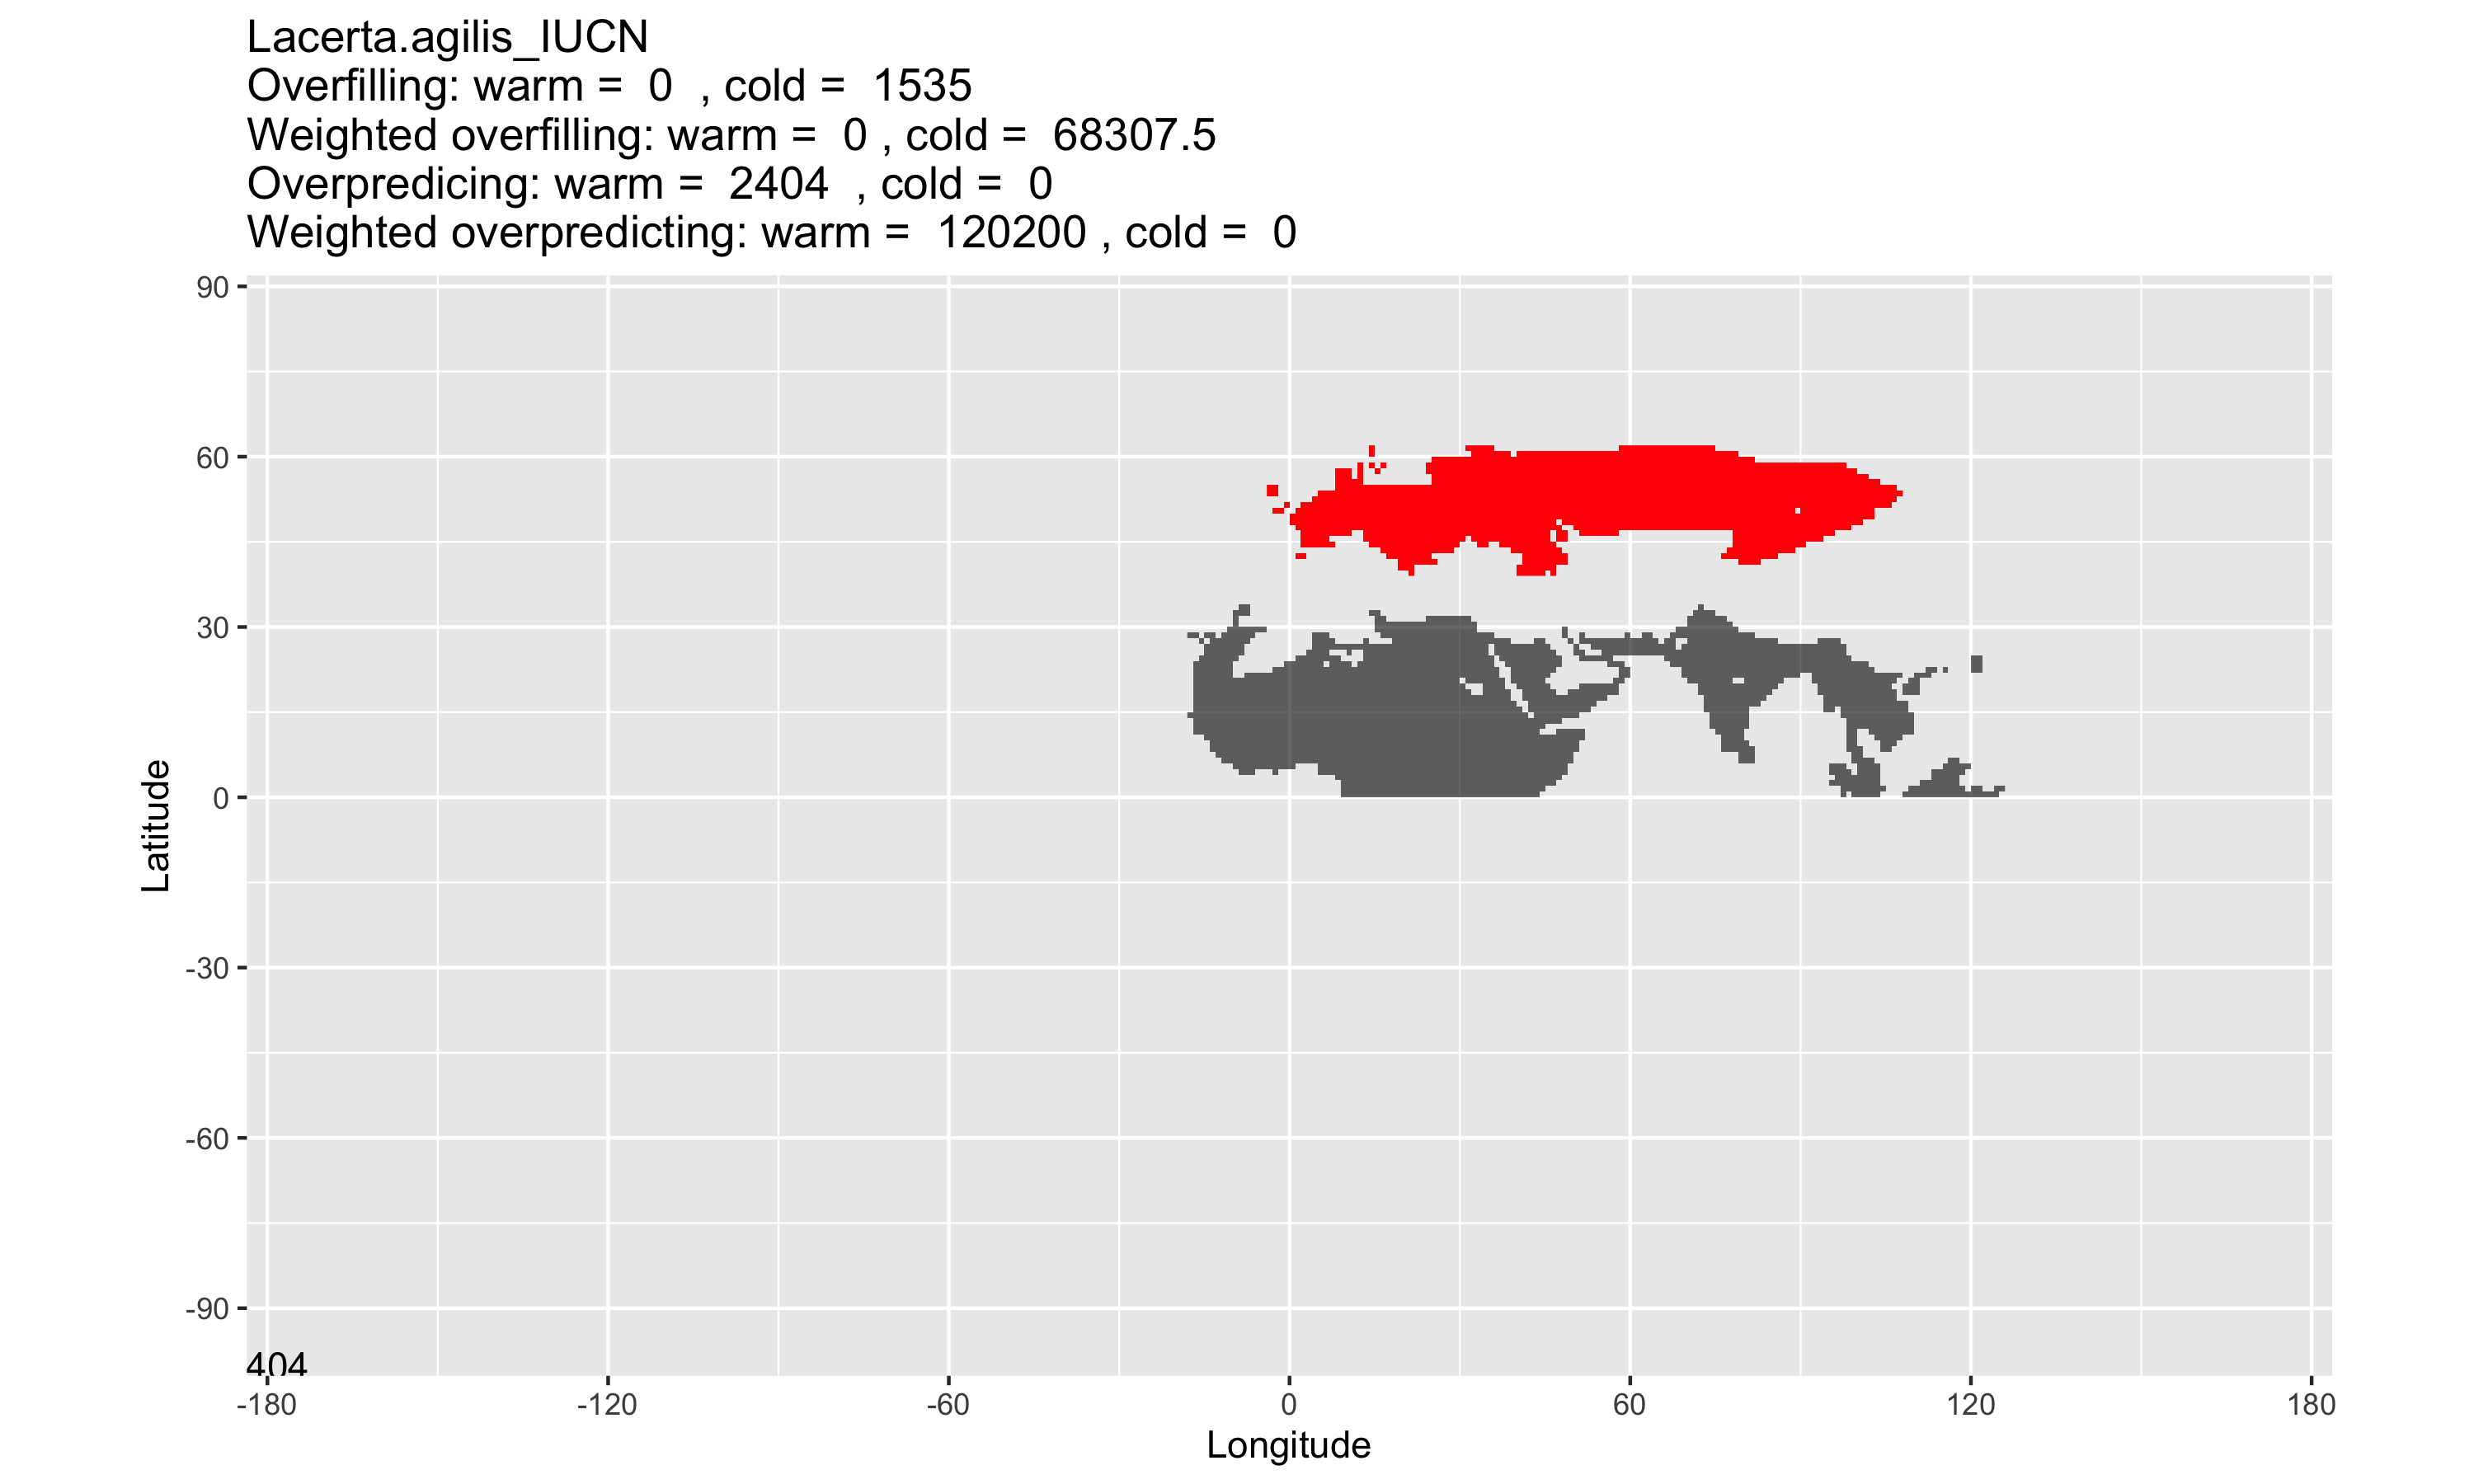 Lacerta.agilis_IUCN
Overfilling: warm =  0  , cold =  1535
Weighted overfilling: warm =  0 , cold =  68307.5
Overpredicing: warm =  2404  , cold =  0
Weighted overpredicting: warm =  120200 , cold =  0
90
60
30
0
-30
-60
-90
Latitude
404
-180
-120
-60
0
60
120
180
Longitude